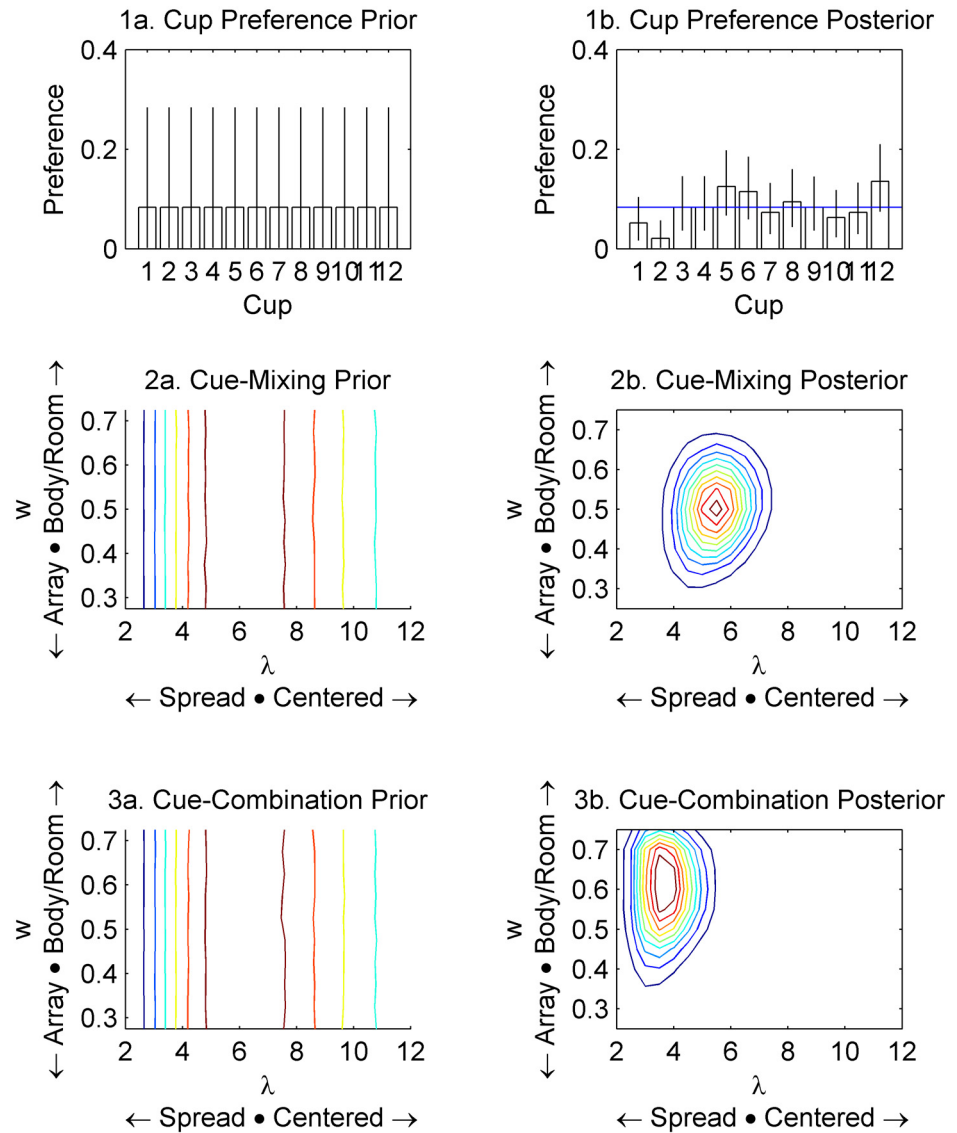 1a. Cup Preference Prior
0.4
0.2
0
Preference
1 2 3 4 5 6 7 8 9 10 11 12
Cup
1b. Cup Preference Posterior
0.4
0.2
0
Preference
1 2 3 4 5 6 7 8 9 10 11 12
Cup
2a. Cue-Mixing Prior
w
← Array • Body/Room →
0.7
0.6
0.5
0.4
0.3
2 4 6 8 10 12
λ
← Spread • Centered →
2b. Cue-Mixing Posterior
w
← Array • Body/Room →
0.7
0.6
0.5
0.4
0.3
2 4 6 8 10 12
λ
← Spread • Centered →
3a. Cue-Combination Prior
w
← Array • Body/Room →
0.7
0.6
0.5
0.4
0.3
2 4 6 8 10 12
λ
← Spread • Centered →
3b. Cue-Combination Posterior
w
← Array • Body/Room →
0.7
0.6
0.5
0.4
0.3
2 4 6 8 10 12
λ
← Spread • Centered →